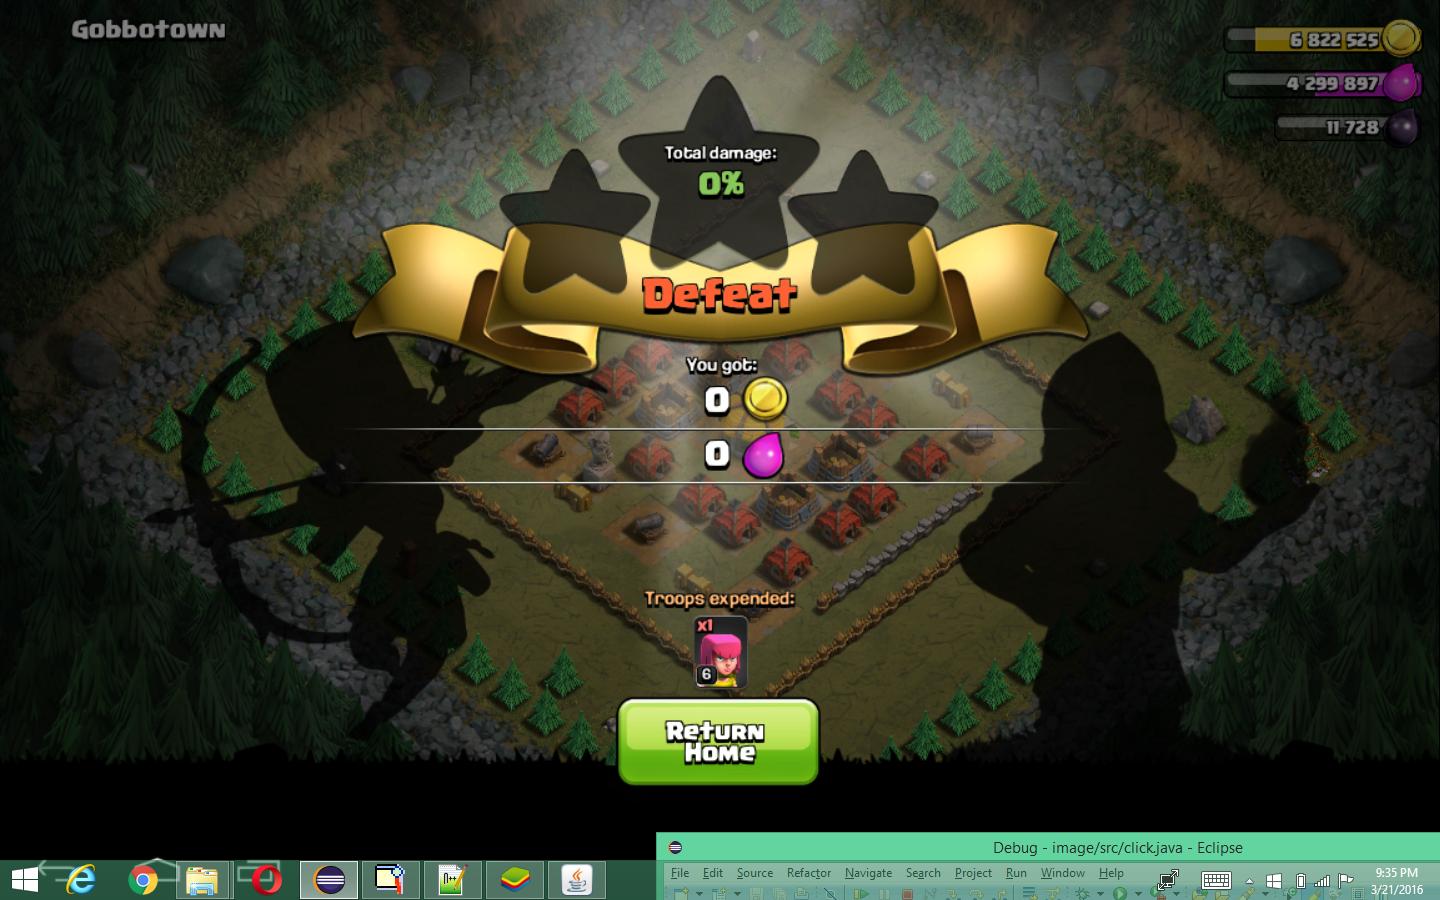 Gobbotown
6 822 525
4 299 897
11 728
Total damage:
0%
Defeat
You got:
0
0
Troops expended:
x1
6
Return
Home
Debug - image/src/click.java - Eclipse
File Edit Source Refactor Navigate Search Project Run Window Help
9:35 PM
3/21/2016